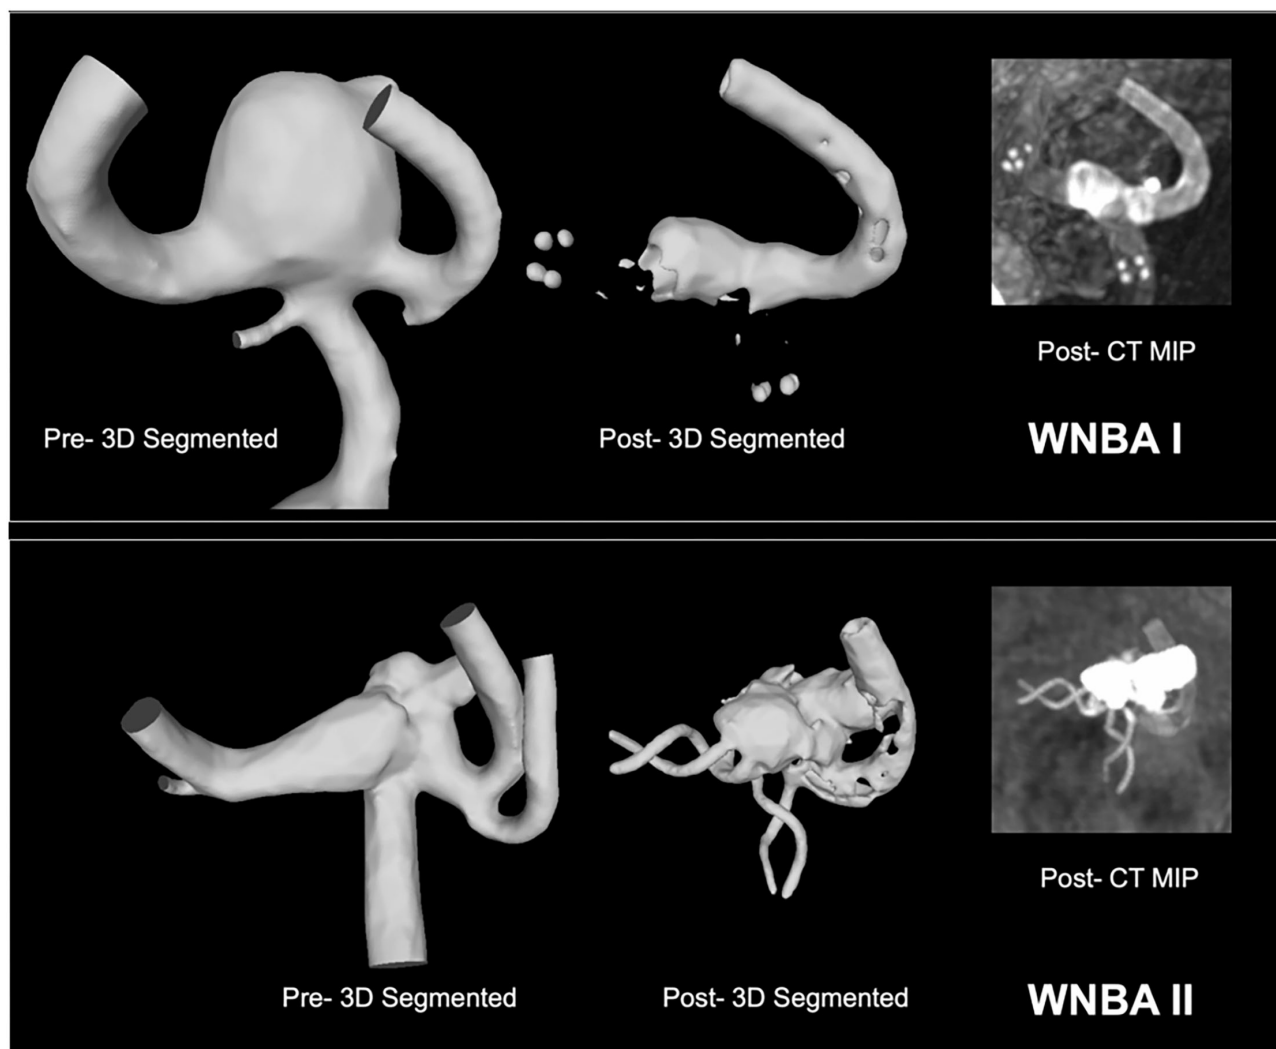 Post- CT MIP
Pre- 3D Segmented
Post- 3D Segmented
WNBA I
Post- CT MIP
Pre- 3D Segmented
Post- 3D Segmented
WNBA II